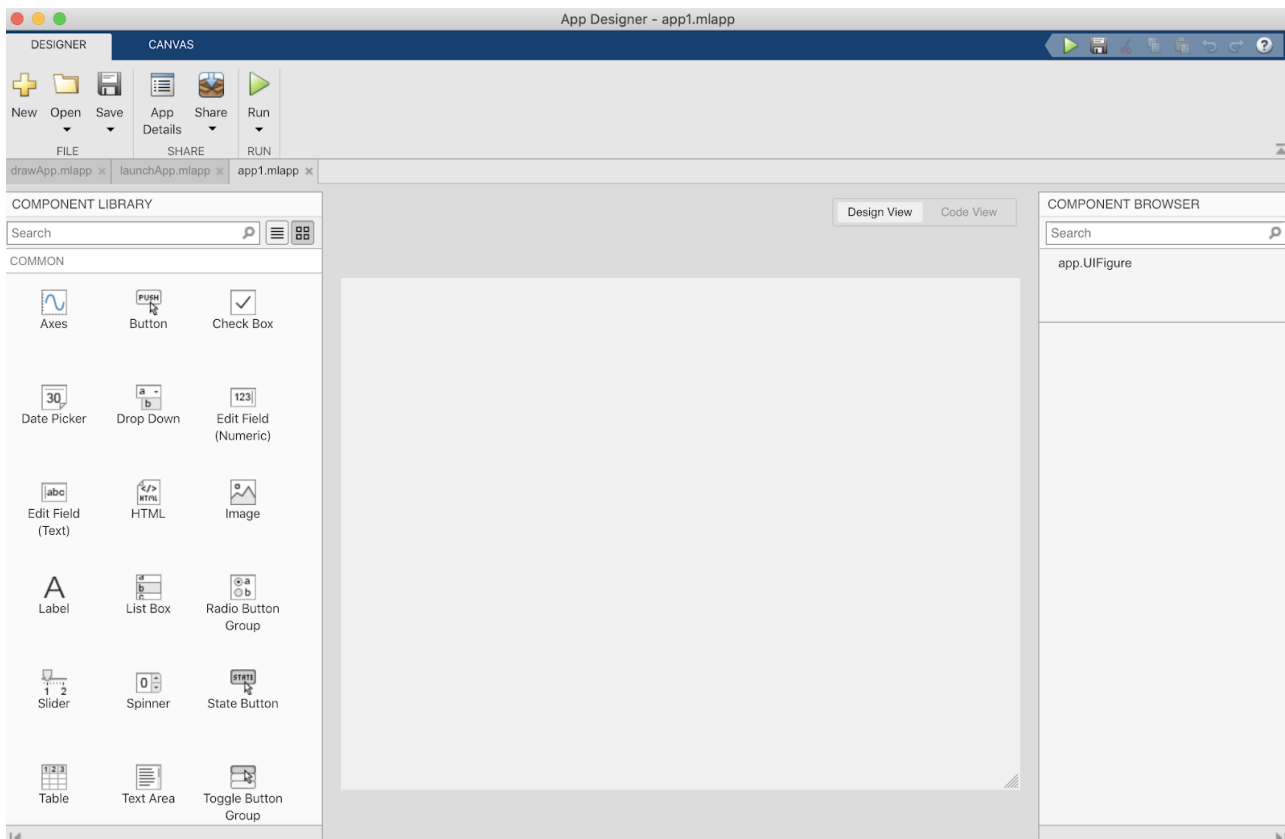 App Designer - app1.mlapp
DESIGNER CANVAS
?
New Open Save App Details Share Run
FILE SHARE RUN
drawApp.mlapp × launchApp.mlapp × app1.mlapp ×
COMPONENT LIBRARY
Search
COMMON
Axes
PUSH
Button
Check Box
30
Date Picker
a
b
Drop Down
123
Edit Field
(Numeric)
abc
Edit Field
(Text)
</>
HTML
HTML
Image
A
Label
a
b
c
List Box
a
b
Radio Button
Group
1 2
Slider
0
Spinner
STATE
State Button
1 2 3
Table
Text Area
Toggle Button
Group
Design View Code View
COMPONENT BROWSER
Search
app.UIFigure